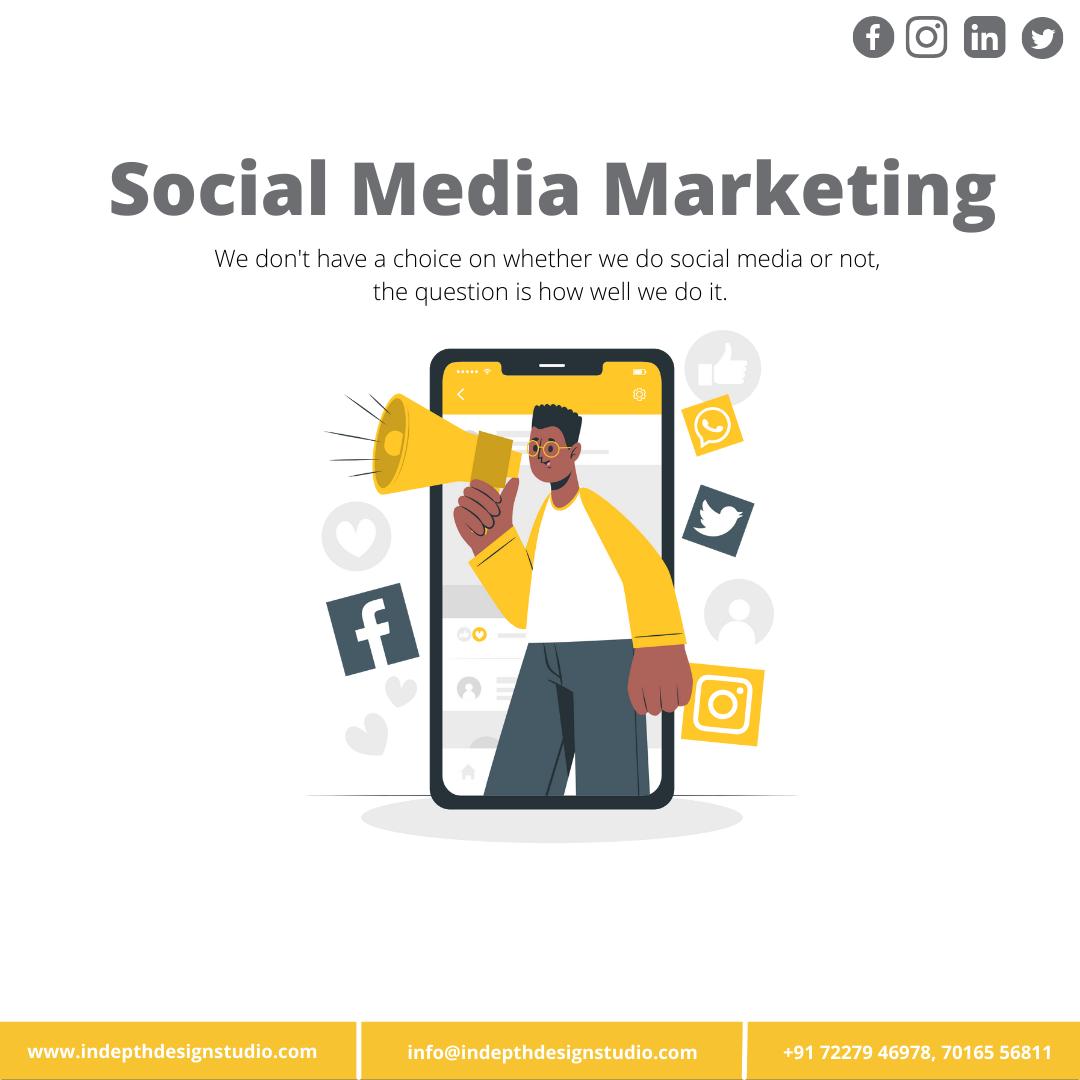 Social Media Marketing
We don't have a choice on whether we do social media or not,
the question is how well we do it.
www.indepthdesignstudio.com
info@indepthdesignstudio.com
+91 72279 46978, 70165 56811